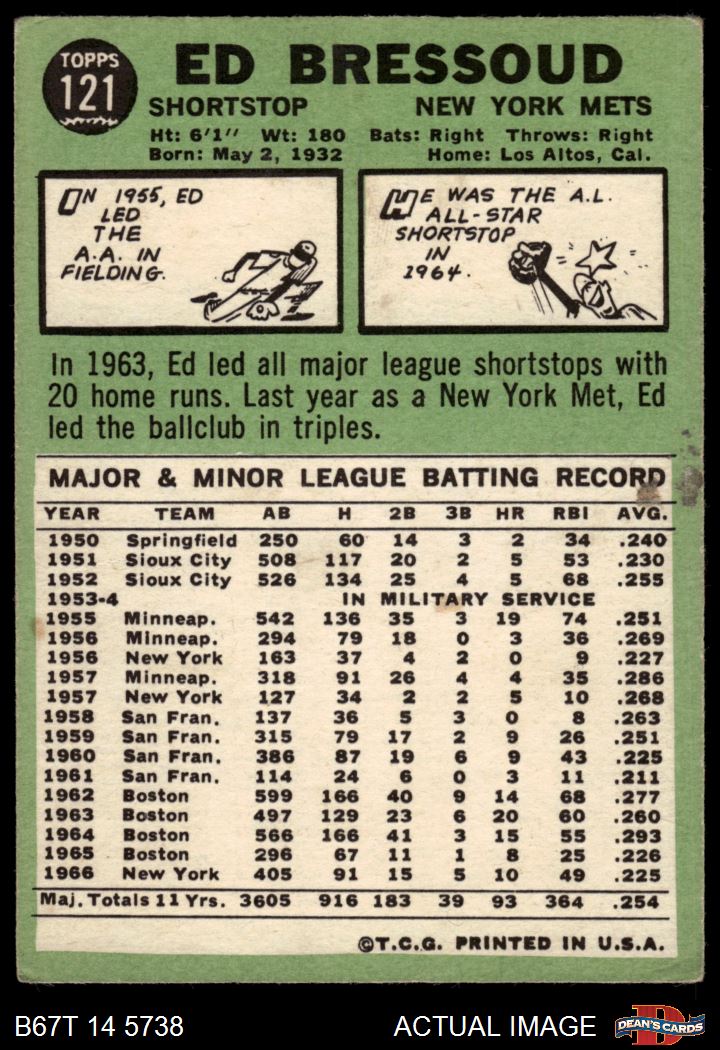 TOPPS
121
ED BRESSOUD
SHORTSTOP NEW YORK METS
Ht: 6'1" Wt: 180 Bats: Right Throws: Right
Born: May 2, 1932 Home: Los Altos, Cal.
ON 1955, ED
LED
THE
A.A. IN
FIELDING.
HE WAS THE A.L.
ALL-STAR
SHORTSTOP
IN
1964.
In 1963, Ed led all major league shortstops with
20 home runs. Last year as a New York Met, Ed
led the ballclub in triples.
MAJOR & MINOR LEAGUE BATTING RECORD
YEAR TEAM AB H 2B 3B HR RBI AVG.
1950 Springfield 250 60 14 3 2 34 .240
1951 Sioux City 508 117 20 2 5 53 .230
1952 Sioux City 526 134 25 4 5 68 .255
1953-4 IN MILITARY SERVICE
1955 Minneap. 542 136 35 3 19 74 .251
1956 Minneap. 294 79 18 0 3 36 .269
1956 New York 163 37 4 2 0 9 .227
1957 Minneap. 318 91 26 4 4 35 .286
1957 New York 127 34 2 2 5 10 .268
1958 San Fran. 137 36 5 3 0 8 .263
1959 San Fran. 315 79 17 2 9 26 .251
1960 San Fran. 386 87 19 6 9 43 .225
1961 San Fran. 114 24 6 0 3 11 .211
1962 Boston 599 166 40 9 14 68 .277
1963 Boston 497 129 23 6 20 60 .260
1964 Boston 566 166 41 3 15 55 .293
1965 Boston 296 67 11 1 8 25 .226
1966 New York 405 91 15 5 10 49 .225
Maj. Totals 11 Yrs. 3605 916 183 39 93 364 .254
©T.C.G. PRINTED IN U.S.A.
B67T 14 5738 ACTUAL IMAGE
D
DEAN'S CARDS